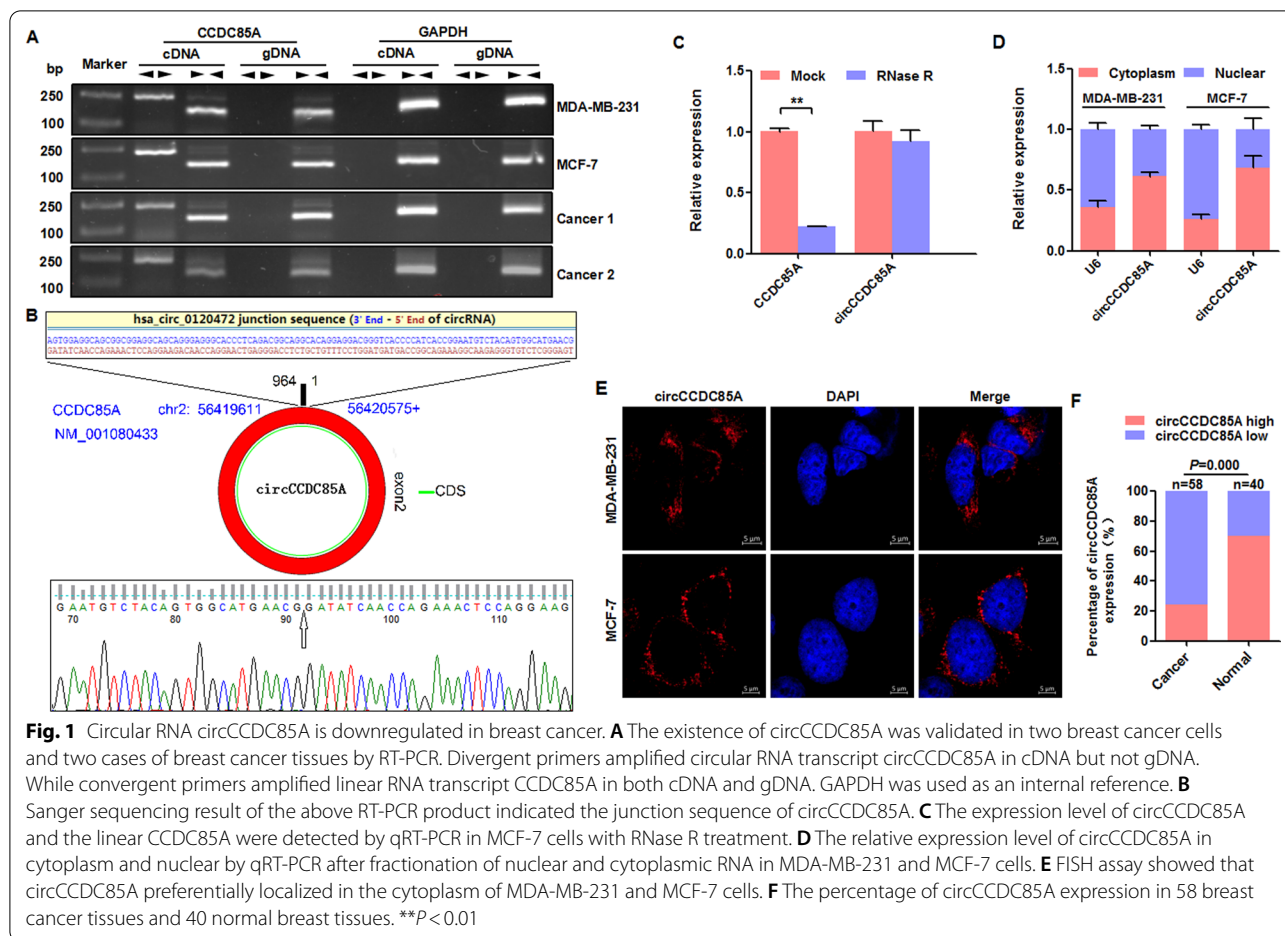 A
CCDC85A GAPDH
cDNA gDNA cDNA gDNA
bp Marker
250
100
MDA-MB-231
250
100
MCF-7
250
100
Cancer 1
250
100
Cancer 2
B
hsa_circ_0120472 junction sequence (3' End - 5' End of circRNA)
AGTGGAGGCAGCGGCGGAGGCAGCAGGGAGGGCACCCTCAGACGGCAGGCACAGGAGGACGGGTCACCCCATCACCGGAATGTCTACAGTGGCATGAACG
GATATCAACCAGAAACTCCAGGAAGACAACCAGGAACTGAGGGACCTCTGCTGTTTCCTGGATGATGACCGGCAGAAAGGCAAGAGGGTGTCTCGGGAGT
964 1
CCDC85A chr2: 56419611 56420575+
NM_001080433
circCCDC85A
exon2
CDS
GAATGTCTACAGTGGCATGAACGGATATCAACCAGAAACTCCAGGAAG
70 80 90 100 110
C
Mock RNase R
Relative expression
1.5
1.0
0.5
0.0
**
CCDC85A circCCDC85A
D
Cytoplasm Nuclear
MDA-MB-231 MCF-7
Relative expression
1.5
1.0
0.5
0.0
U6 circCCDC85A U6 circCCDC85A
E
circCCDC85A DAPI Merge
MDA-MB-231
5 μm 5 μm 5 μm
MCF-7
5 μm 5 μm 5 μm
F
circCCDC85A high
circCCDC85A low
P=0.000
n=58 n=40
Percentage of circCCDC85A
expression (%)
100
80
60
40
20
0
Cancer Normal
Fig. 1 Circular RNA circCCDC85A is downregulated in breast cancer. A The existence of circCCDC85A was validated in two breast cancer cells
and two cases of breast cancer tissues by RT-PCR. Divergent primers amplified circular RNA transcript circCCDC85A in cDNA but not gDNA.
While convergent primers amplified linear RNA transcript CCDC85A in both cDNA and gDNA. GAPDH was used as an internal reference. B
Sanger sequencing result of the above RT-PCR product indicated the junction sequence of circCCDC85A. C The expression level of circCCDC85A
and the linear CCDC85A were detected by qRT-PCR in MCF-7 cells with RNase R treatment. D The relative expression level of circCCDC85A in
cytoplasm and nuclear by qRT-PCR after fractionation of nuclear and cytoplasmic RNA in MDA-MB-231 and MCF-7 cells. E FISH assay showed that
circCCDC85A preferentially localized in the cytoplasm of MDA-MB-231 and MCF-7 cells. F The percentage of circCCDC85A expression in 58 breast
cancer tissues and 40 normal breast tissues. **P < 0.01